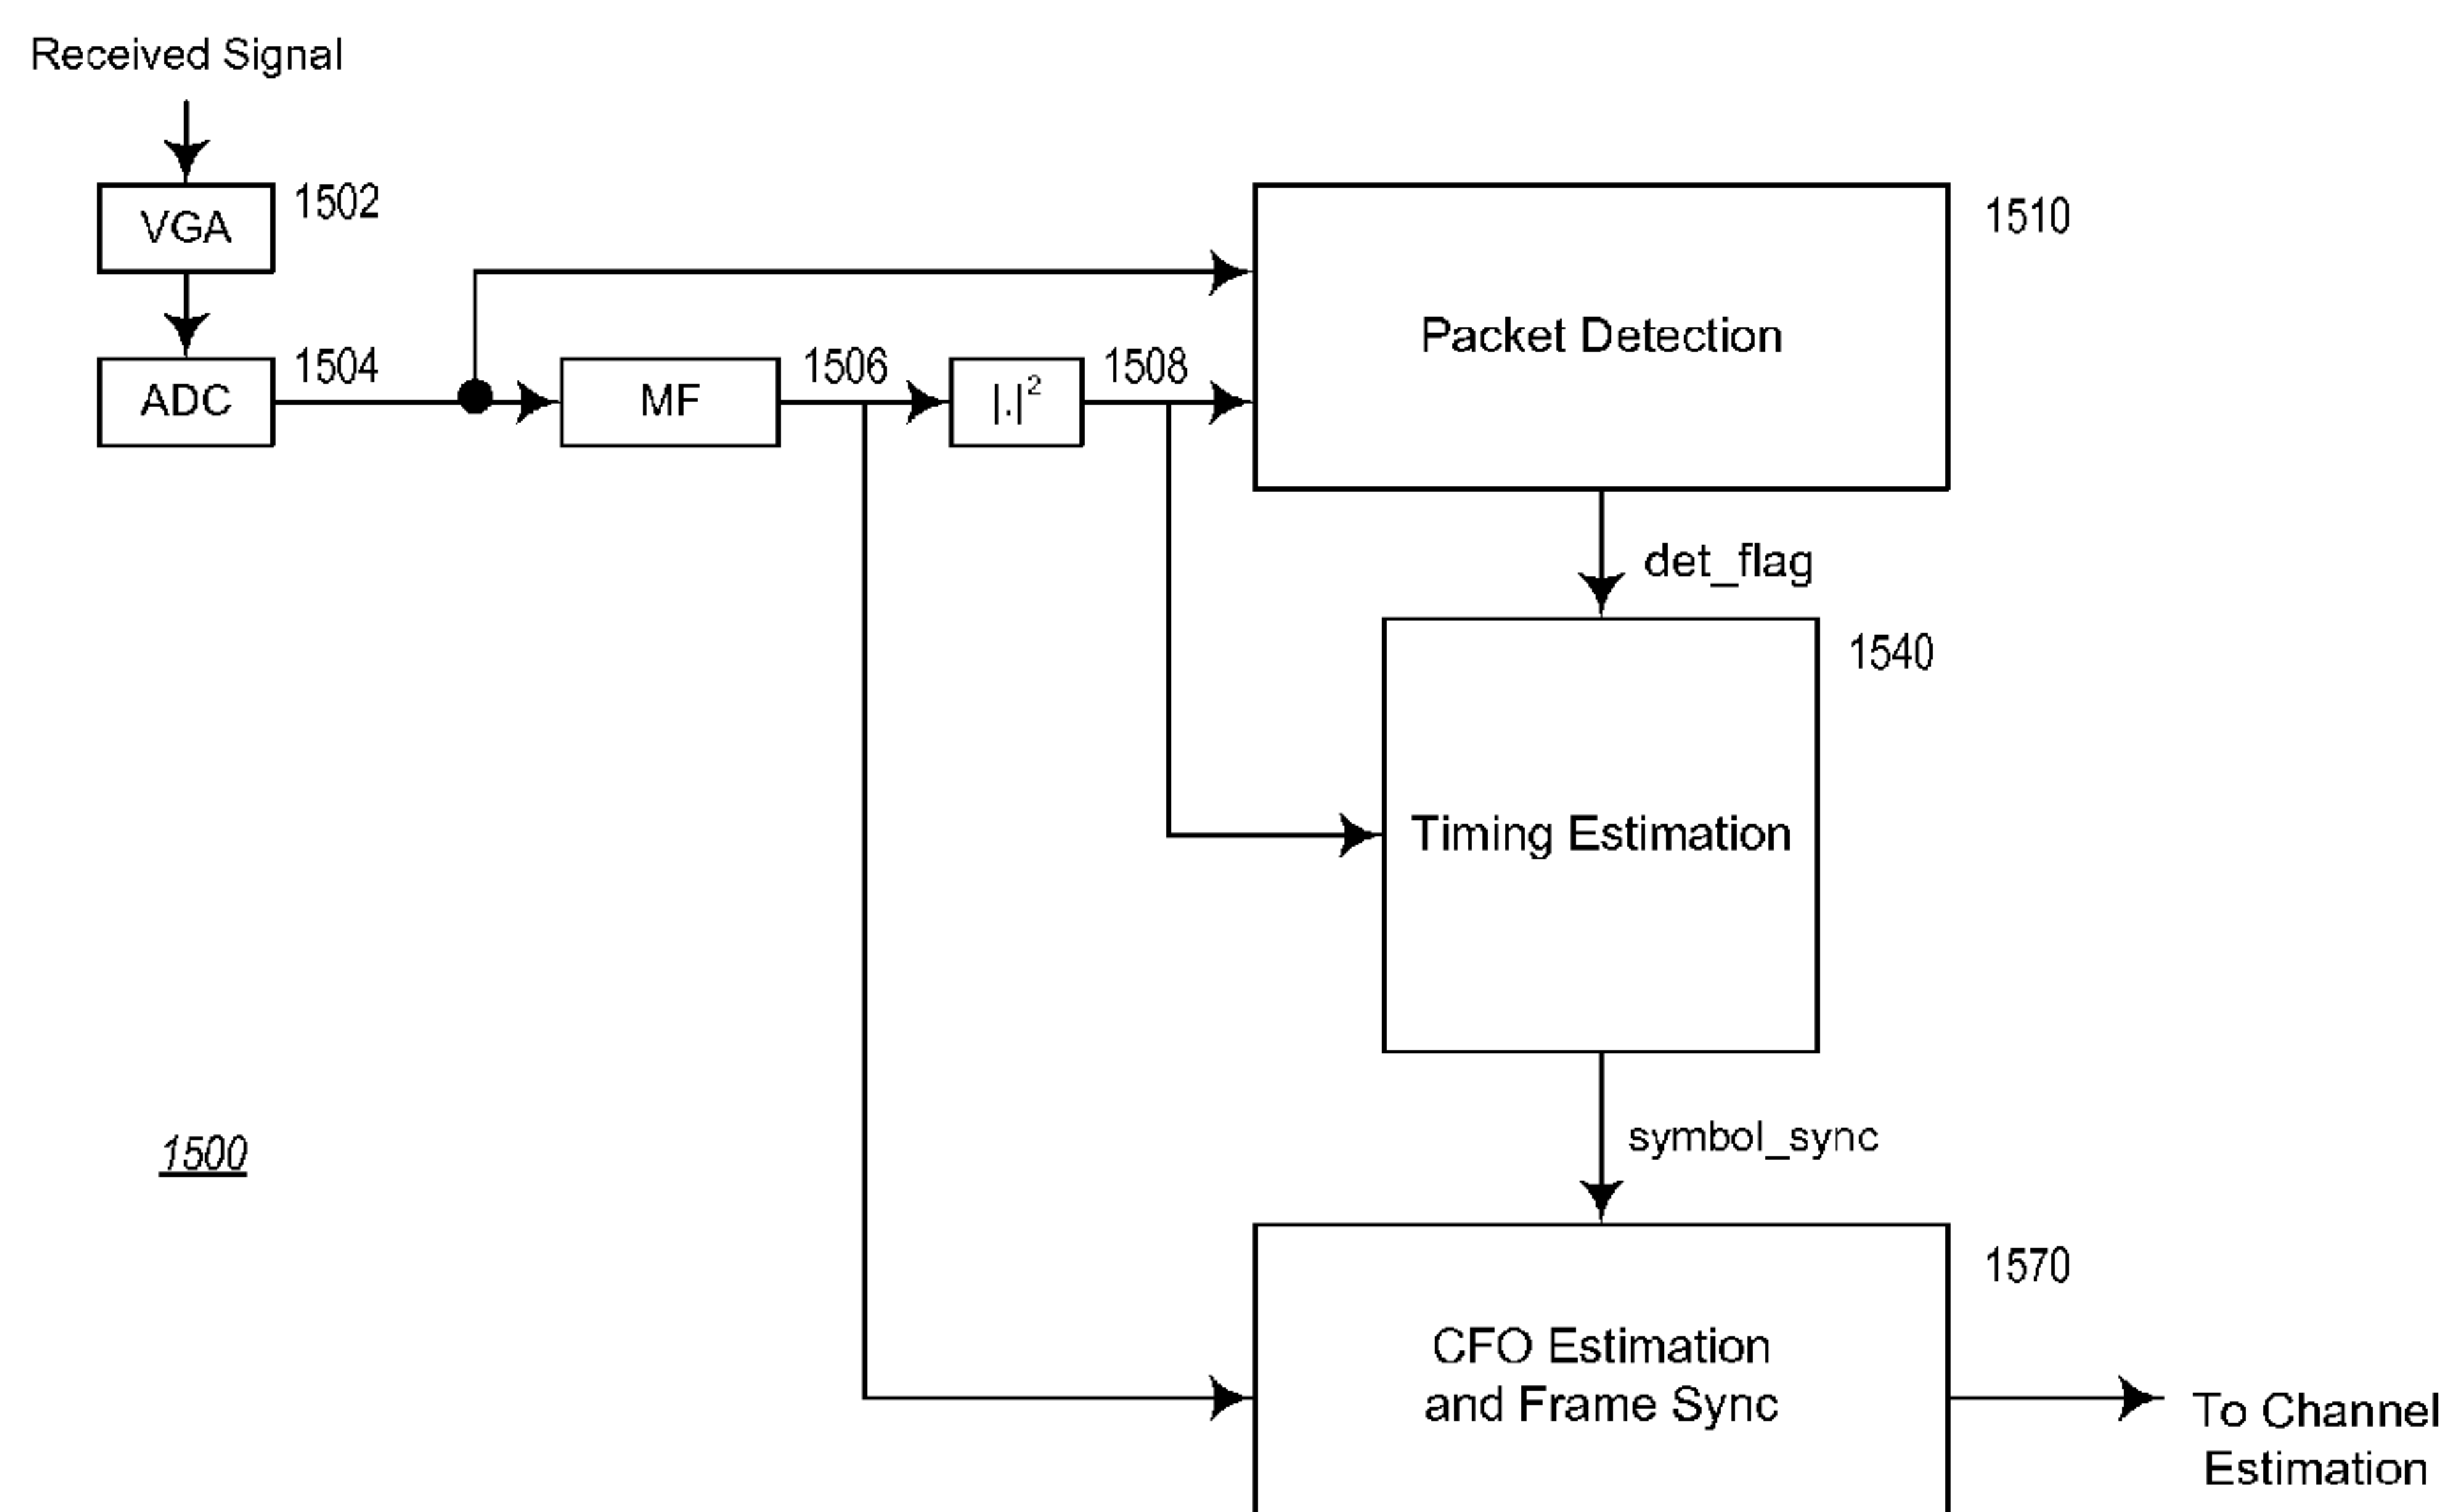 Received Signal
VGA
1502
1510
Packet Detection
ADC
1504
MF
1506
|.|²
1508
det_flag
1540
Timing Estimation
symbol_sync
1500
1570
CFO Estimation
and Frame Sync
To Channel
Estimation